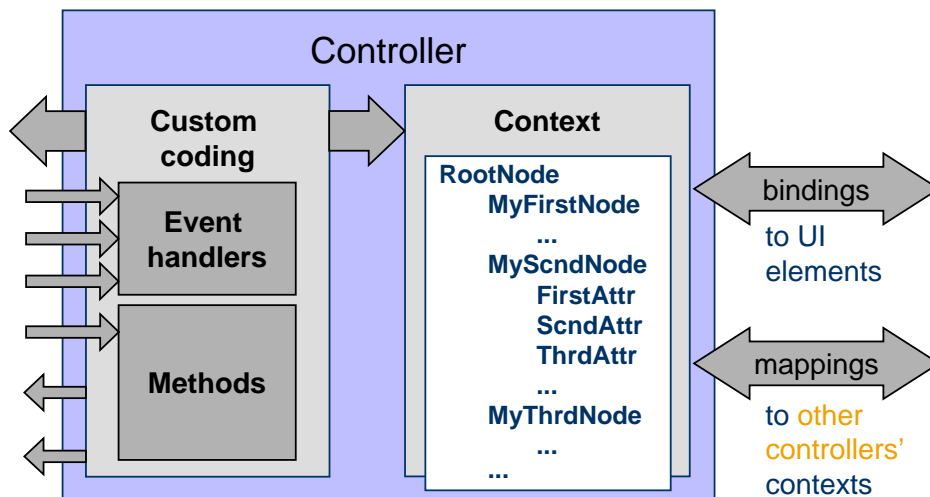 Controller
Custom
coding
Event
handlers
Methods
Context
RootNode
MyFirstNode
...
MyScndNode
FirstAttr
ScndAttr
ThrdAttr
...
MyThrdNode
...
...
bindings
to UI
elements
mappings
to other
controllers’
contexts